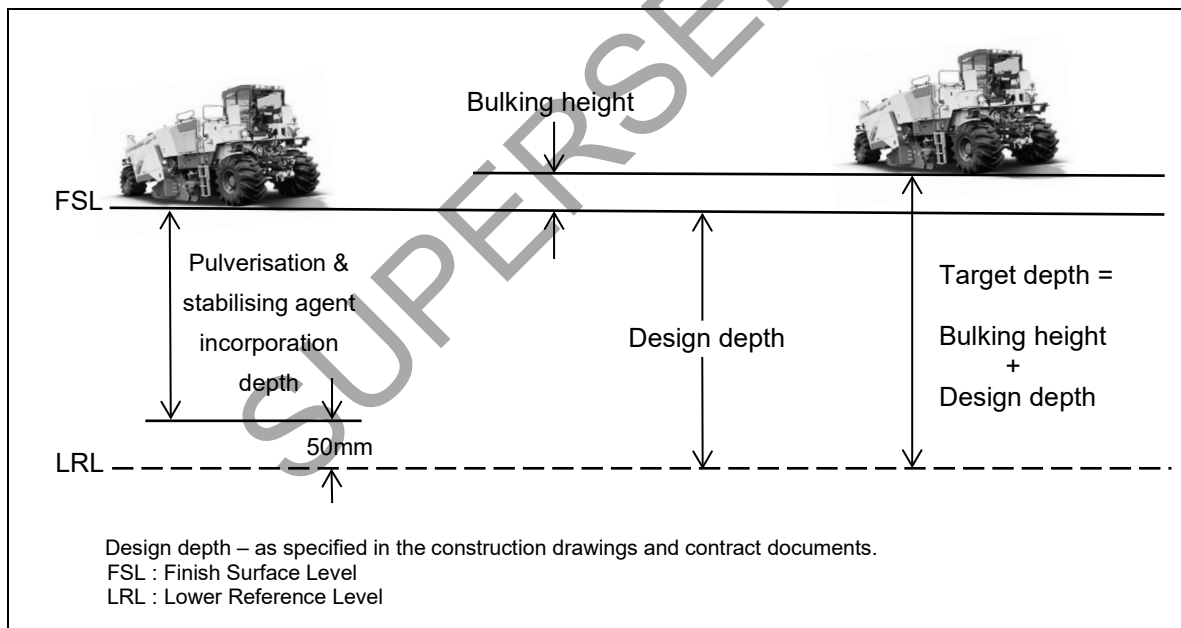 SUPERSE
Bulking height
FSL
Pulverisation &
stabilising agent
incorporation
depth
50mm
Design depth
Target depth =
Bulking height
+
Design depth
LRL
Design depth – as specified in the construction drawings and contract documents.
FSL : Finish Surface Level
LRL : Lower Reference Level